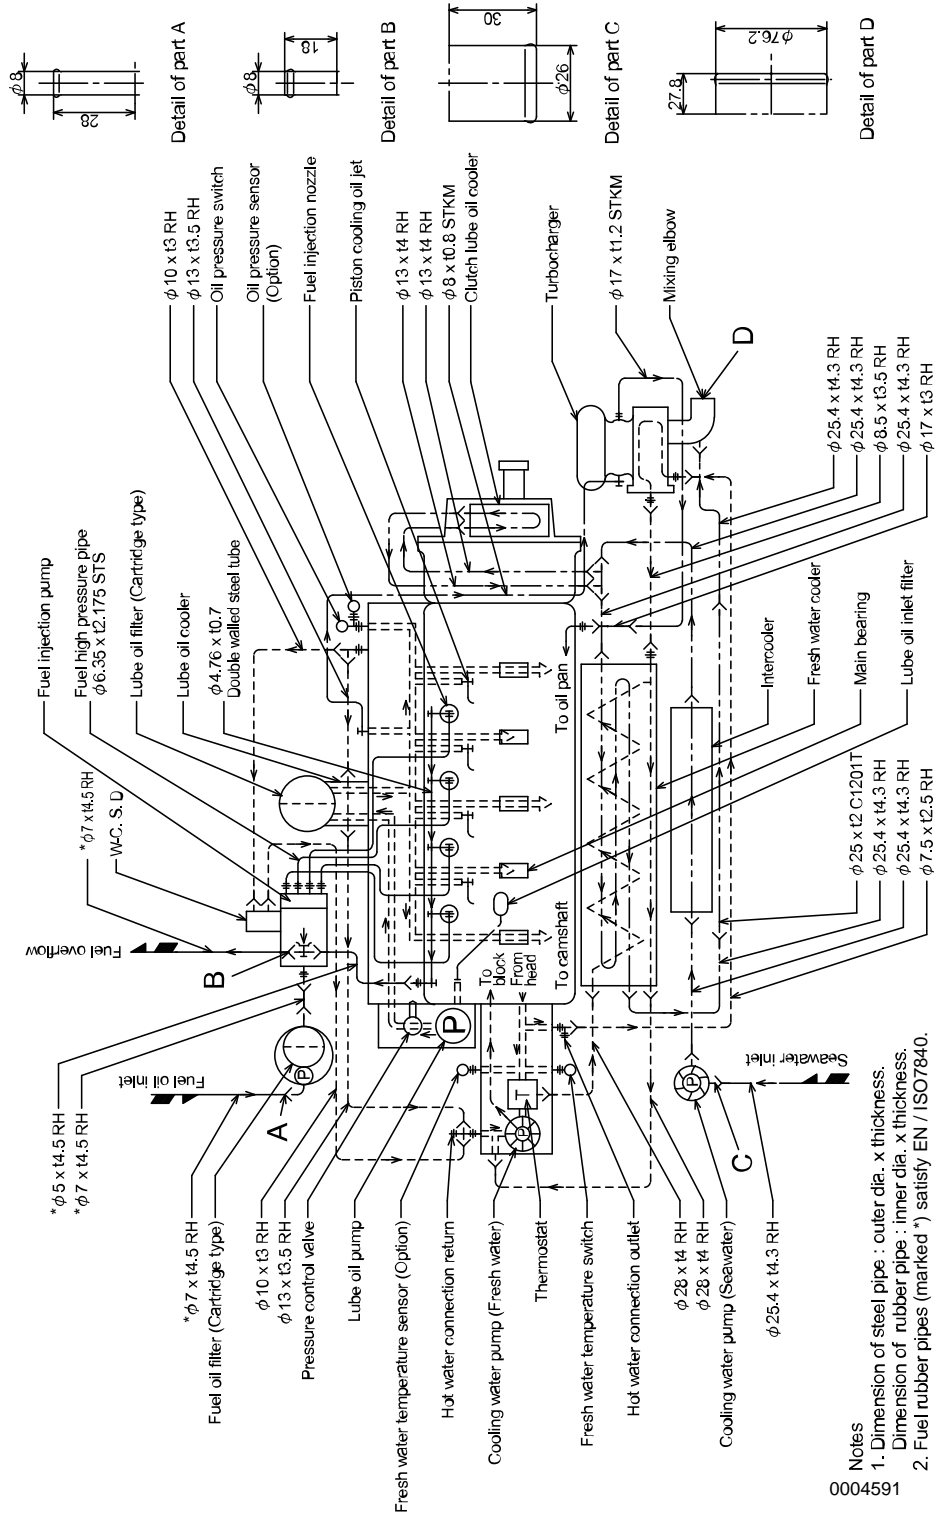 Detail of part A
φ8
28
Detail of part B
φ8
18
Detail of part C
30
φ26
Detail of part D
φ76.2
27.8
φ10 x t3 RH
φ13 x t3.5 RH
Oil pressure switch
Oil pressure sensor
(Option)
Fuel injection nozzle
Piston cooling oil jet
φ13 x t4 RH
φ13 x t4 RH
φ8 x t0.8 STKM
Clutch lube oil cooler
Turbocharger
φ17 x t1.2 STKM
Mixing elbow
D
φ25.4 x t4.3 RH
φ25.4 x t4.3 RH
φ8.5 x t3.5 RH
φ25.4 x t4.3 RH
φ17 x t3 RH
Fuel injection pump
Fuel high pressure pipe
φ6.35 x t2.175 STS
Lube oil filter (Cartridge type)
Lube oil cooler
φ4.76 x t0.7
Double walled steel tube
*φ7 x t4.5 RH
W-C. S. D
Fuel overflow
B
To oil pan
To camshaft
To block
From head
P
T
P
P
P
Intercooler
Fresh water cooler
Main bearing
Lube oil inlet filter
φ25 x t2 C1201T
φ25.4 x t4.3 RH
φ25.4 x t4.3 RH
φ7.5 x t2.5 RH
*φ5 x t4.5 RH
*φ7 x t4.5 RH
Fuel oil inlet
A
Seawater inlet
C
*φ7 x t4.5 RH
Fuel oil filter (Cartridge type)
φ10 x t3 RH
φ13 x t3.5 RH
Pressure control valve
Lube oil pump
Fresh water temperature sensor (Option)
Hot water connection return
Cooling water pump (Fresh water)
Thermostat
Fresh water temperature switch
Hot water connection outlet
φ28 x t4 RH
φ28 x t4 RH
Cooling water pump (Seawater)
φ25.4 x t4.3 RH
Notes
1. Dimension of steel pipe : outer dia. x thickness.
Dimension of rubber pipe : inner dia. x thickness.
2. Fuel rubber pipes (marked *) satisfy EN / ISO7840.
0004591